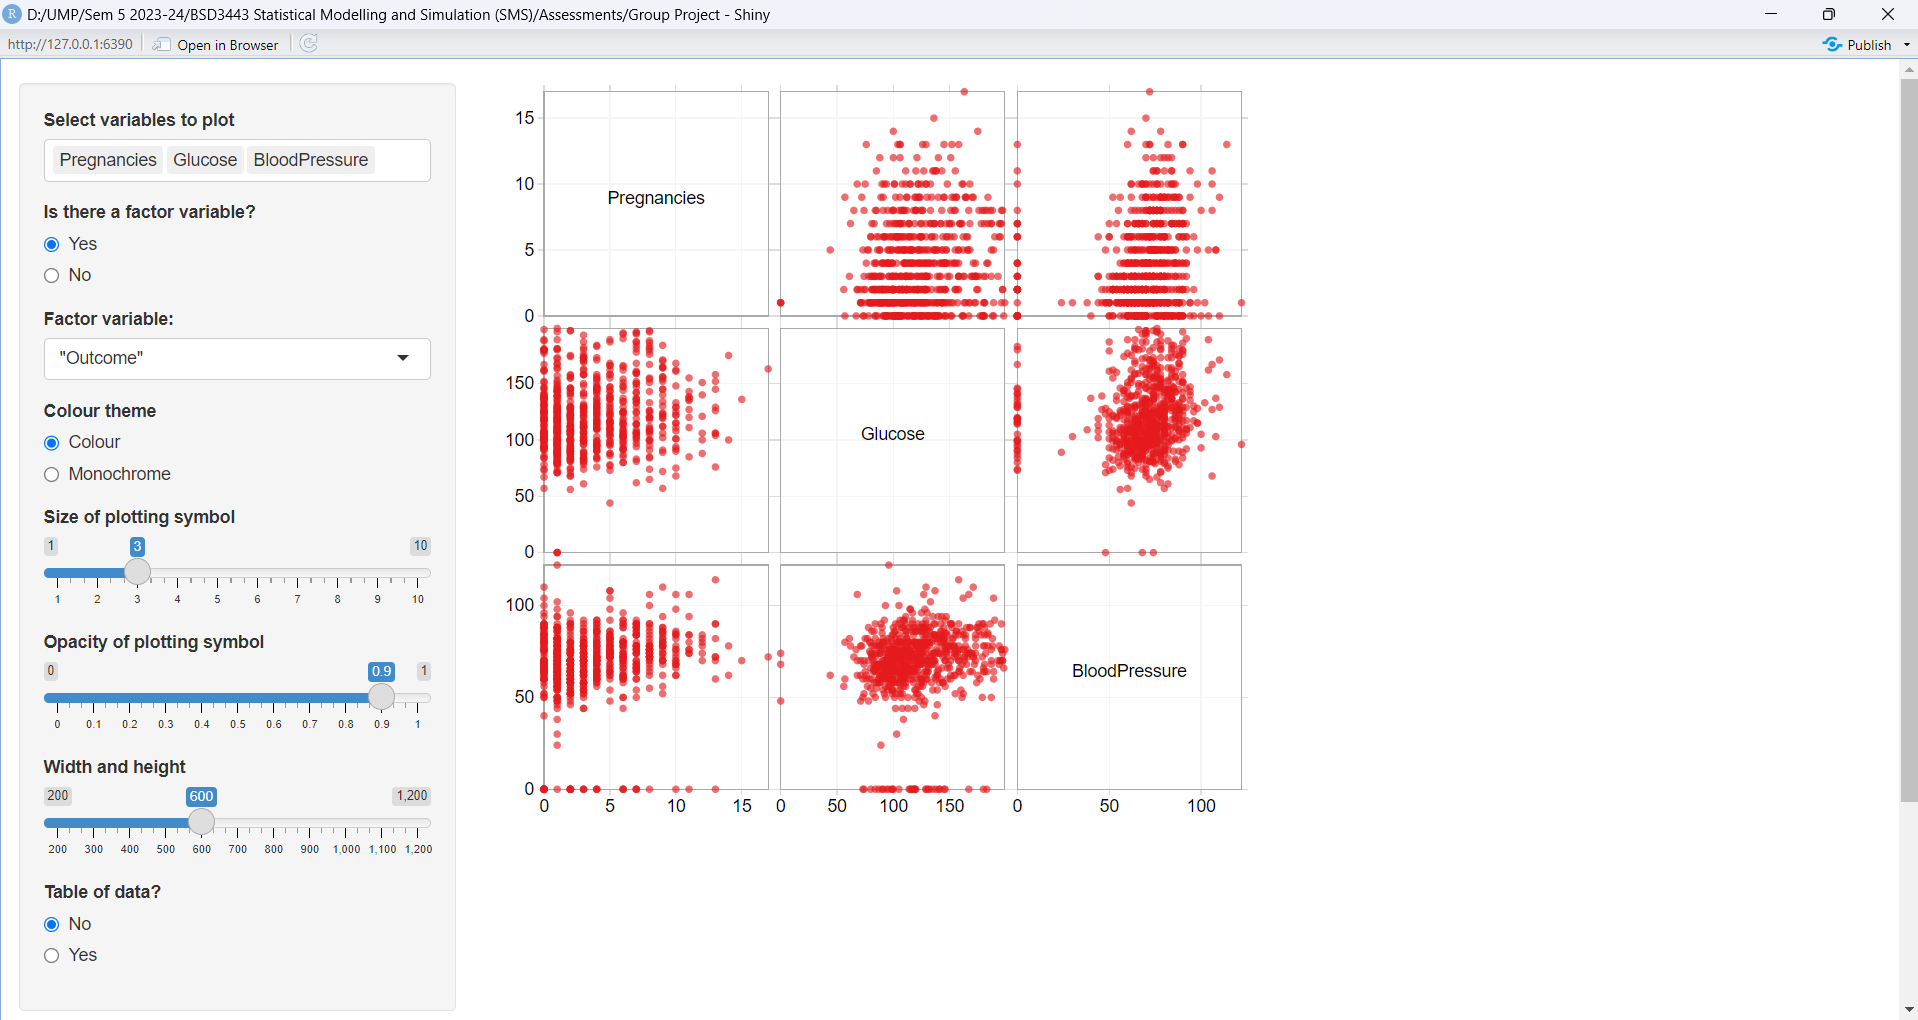 R D:/UMP/Sem 5 2023-24/BSD3443 Statistical Modelling and Simulation (SMS)/Assessments/Group Project - Shiny
http://127.0.0.1:6390 Open in Browser Publish
Select variables to plot
Pregnancies Glucose BloodPressure
Is there a factor variable?
Yes
No
Factor variable:
"Outcome"
Colour theme
Colour
Monochrome
Size of plotting symbol
1 3 10
1 2 3 4 5 6 7 8 9 10
Opacity of plotting symbol
0 0.9 1
0 0.1 0.2 0.3 0.4 0.5 0.6 0.7 0.8 0.9 1
Width and height
200 600 1,200
200 300 400 500 600 700 800 900 1,000 1,100 1,200
Table of data?
No
Yes
15
10
Pregnancies
5
0
150
100
Glucose
50
0
100
50
BloodPressure
0
0 5 10 15 0 50 100 150 0 50 100